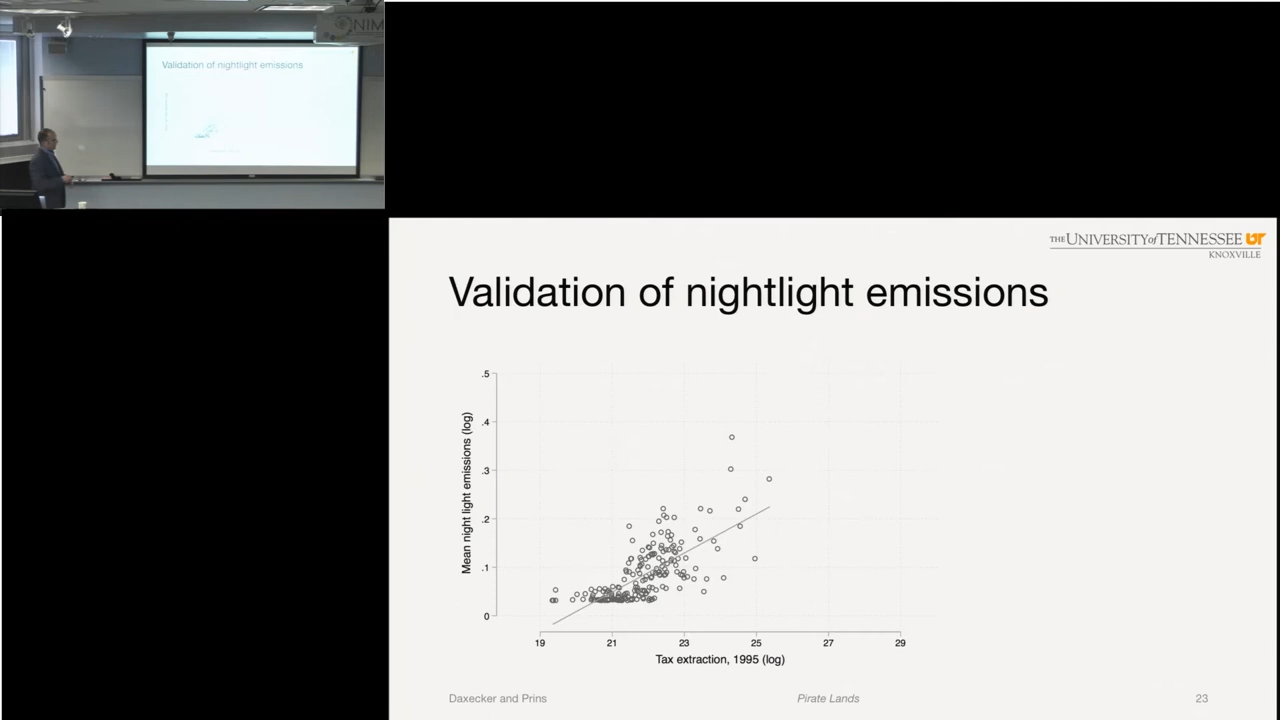 NIM
Validation of nightlight emissions
THE UNIVERSITY of TENNESSEE UT
KNOXVILLE
Validation of nightlight emissions
.5
.4
.3
.2
.1
0
Mean night light emissions (log)
19 21 23 25 27 29
Tax extraction, 1995 (log)
Daxecker and Prins Pirate Lands 23